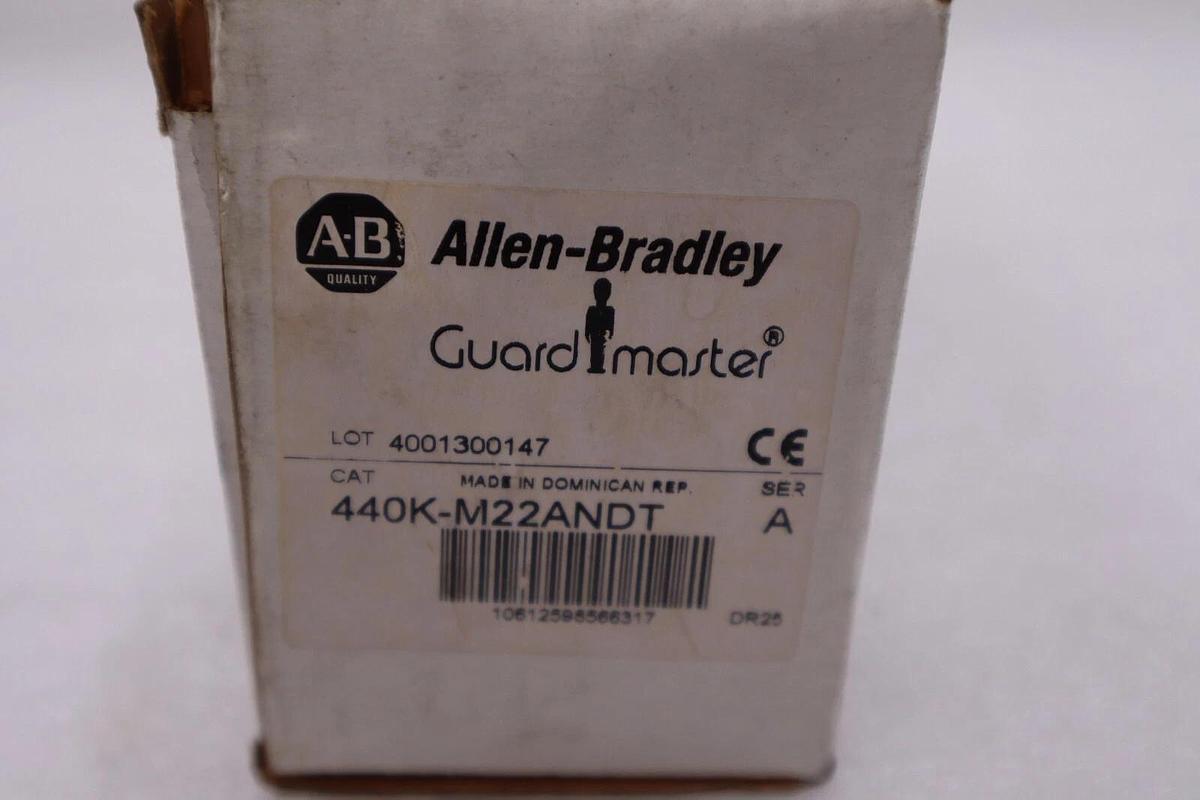 A-B
QUALITY
Allen-Bradley
Guardmaster®
LOT 4001300147
CE
CAT MADE IN DOMINICAN REP. SER
440K-M22ANDT A
10612598566317 DR25